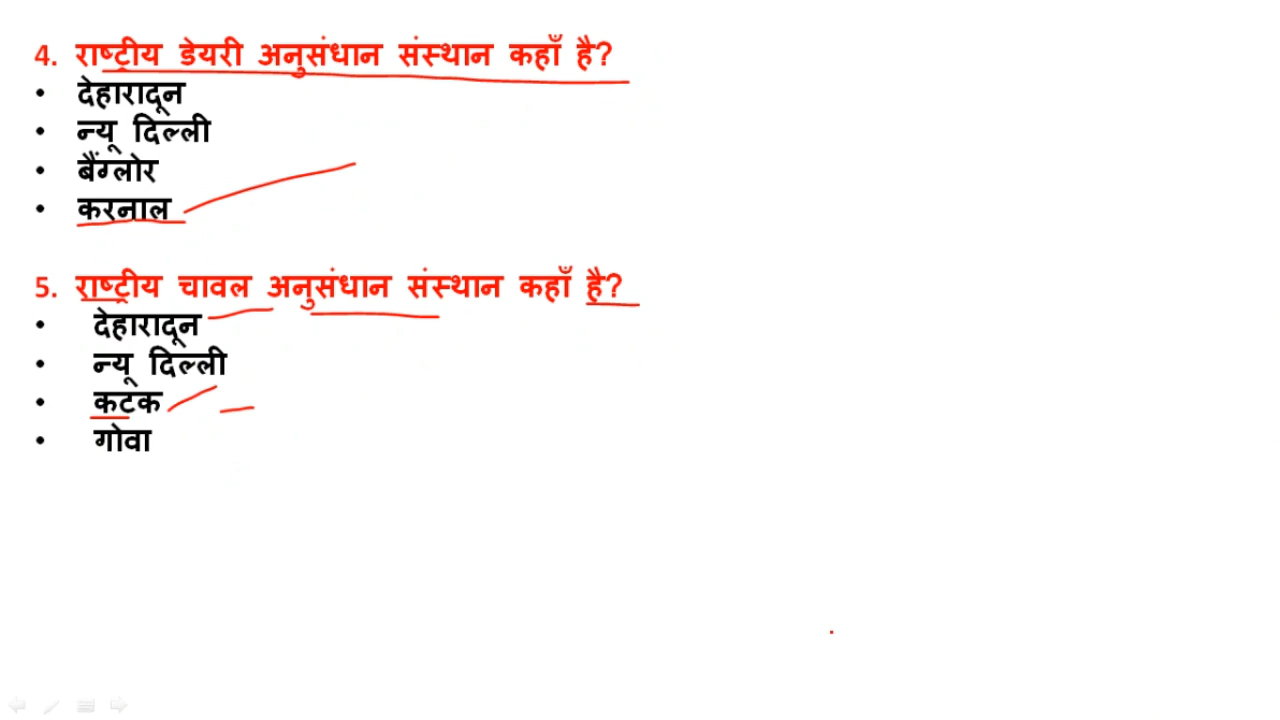 4. राष्ट्रीय डेयरी अनुसंधान संस्थान कहाँ है?
• देहारादून
• न्यू दिल्ली
• बैंग्लोर
• करनाल
5. राष्ट्रीय चावल अनुसंधान संस्थान कहाँ है?
• देहारादून
• न्यू दिल्ली
• कटक
• गोवा